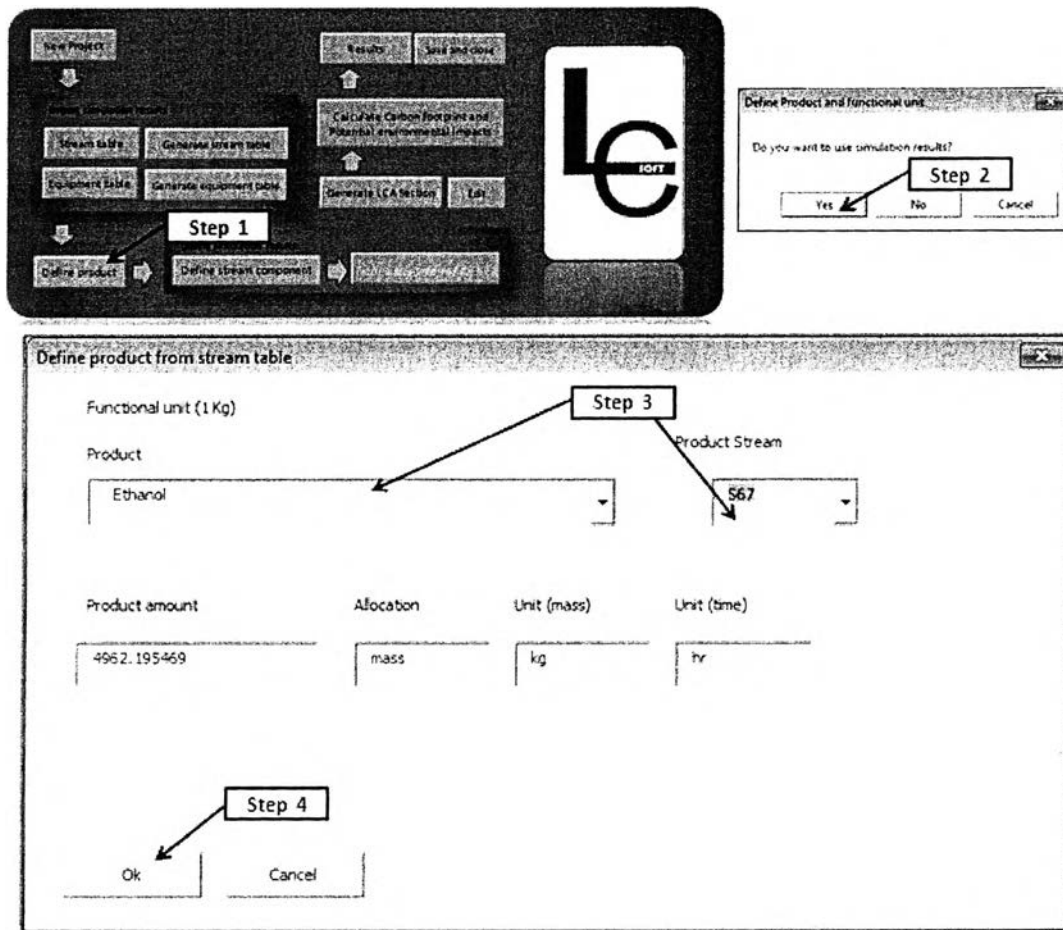 New Project
Results
Save and close
Calculate Carbon Footprint and
Potential environmental impacts
Stream table
Generate stream table
Equipment table
Generate equipment table
Generate LCA Section
Edit
Step 1
Define product
Define stream component
LC
SOFT
Define Product and functional unit
Do you want to use simulation results?
Step 2
Yes
No
Cancel
Define product from stream table
Functional unit (1 Kg)
Step 3
Product
Product Stream
Ethanol
S67
Product amount
Allocation
Unit (mass)
Unit (time)
4962.195469
mass
kg
hr
Step 4
Ok
Cancel